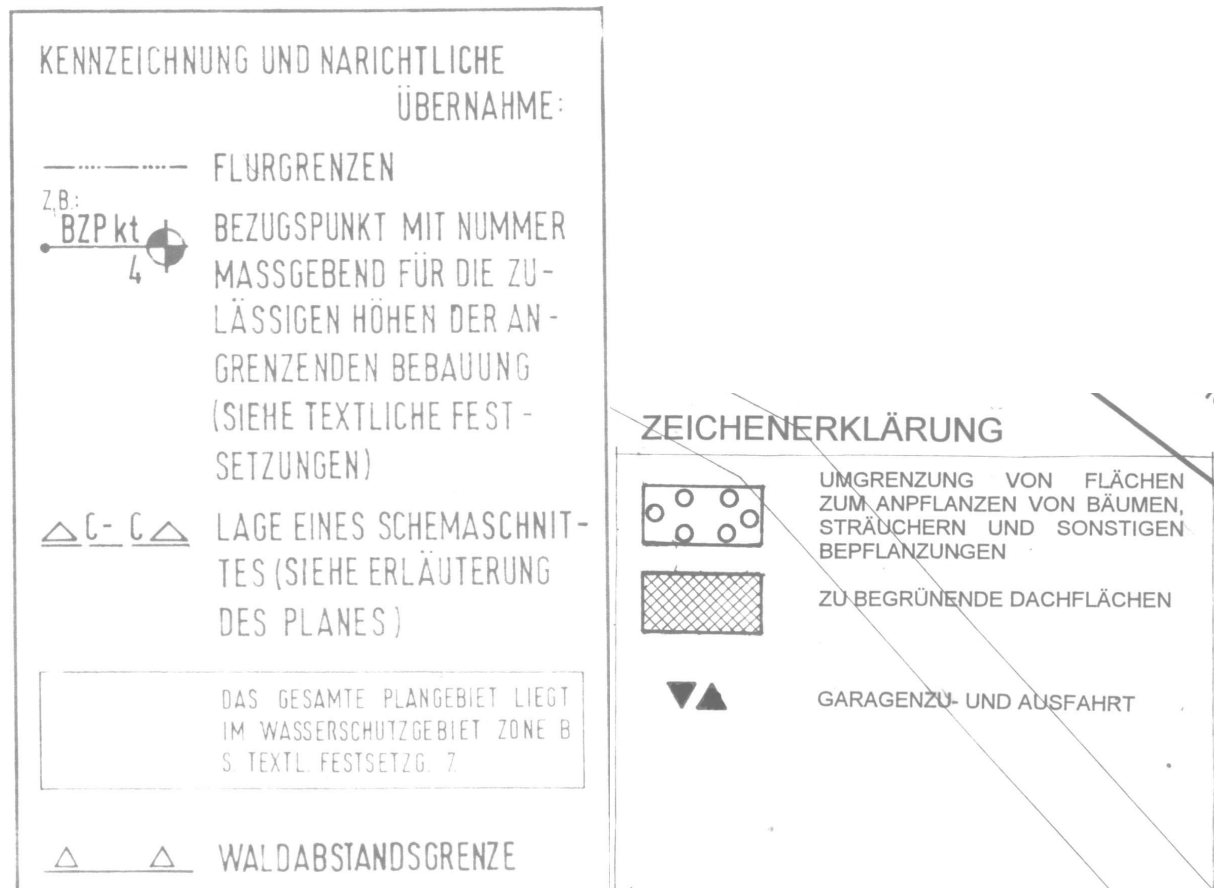 KENNZEICHNUNG UND NARICHTLICHE
ÜBERNAHME:
FLURGRENZEN
Z.B.:
BZPkt
4
BEZUGSPUNKT MIT NUMMER
MASSGEBEND FÜR DIE ZU-
LÄSSIGEN HÖHEN DER AN-
GRENZENDEN BEBAUUNG
(SIEHE TEXTLICHE FEST-
SETZUNGEN)
C- C
LAGE EINES SCHEMASCHNIT-
TES (SIEHE ERLÄUTERUNG
DES PLANES)
DAS GESAMTE PLANGEBIET LIEGT
IM WASSERSCHUTZGEBIET ZONE B
S. TEXTL. FESTSETZG. 7.
WALDABSTANDSGRENZE
ZEICHENERKLÄRUNG
UMGRENZUNG VON FLÄCHEN
ZUM ANPFLANZEN VON BÄUMEN,
STRÄUCHERN UND SONSTIGEN
BEPFLANZUNGEN
ZU BEGRÜNENDE DACHFLÄCHEN
GARAGENZU- UND AUSFAHRT